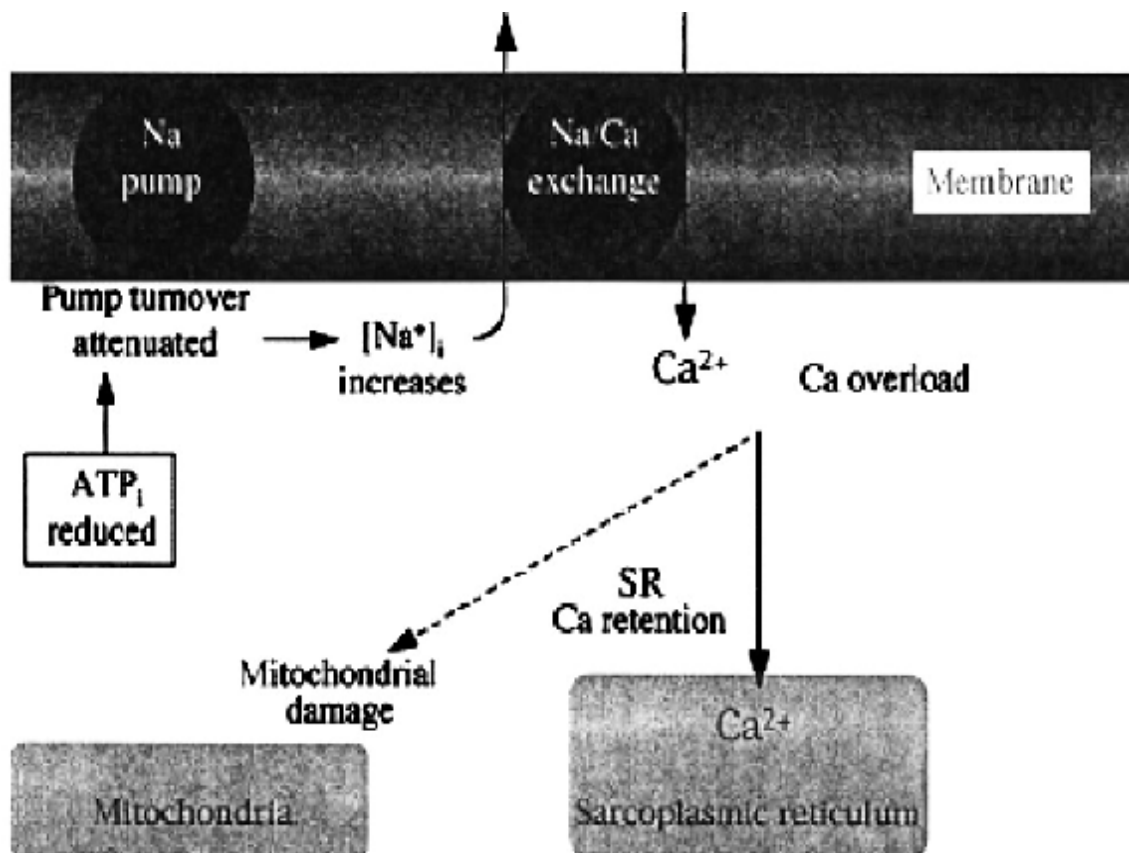 Na
pump
Na/Ca
exchange
Membrane
Pump turnover
attenuated
[Na⁺]ᵢ
increases
Ca²⁺
Ca overload
ATPᵢ
reduced
SR
Ca retention
Mitochondrial
damage
Ca²⁺
Mitochondria
Sarcoplasmic reticulum